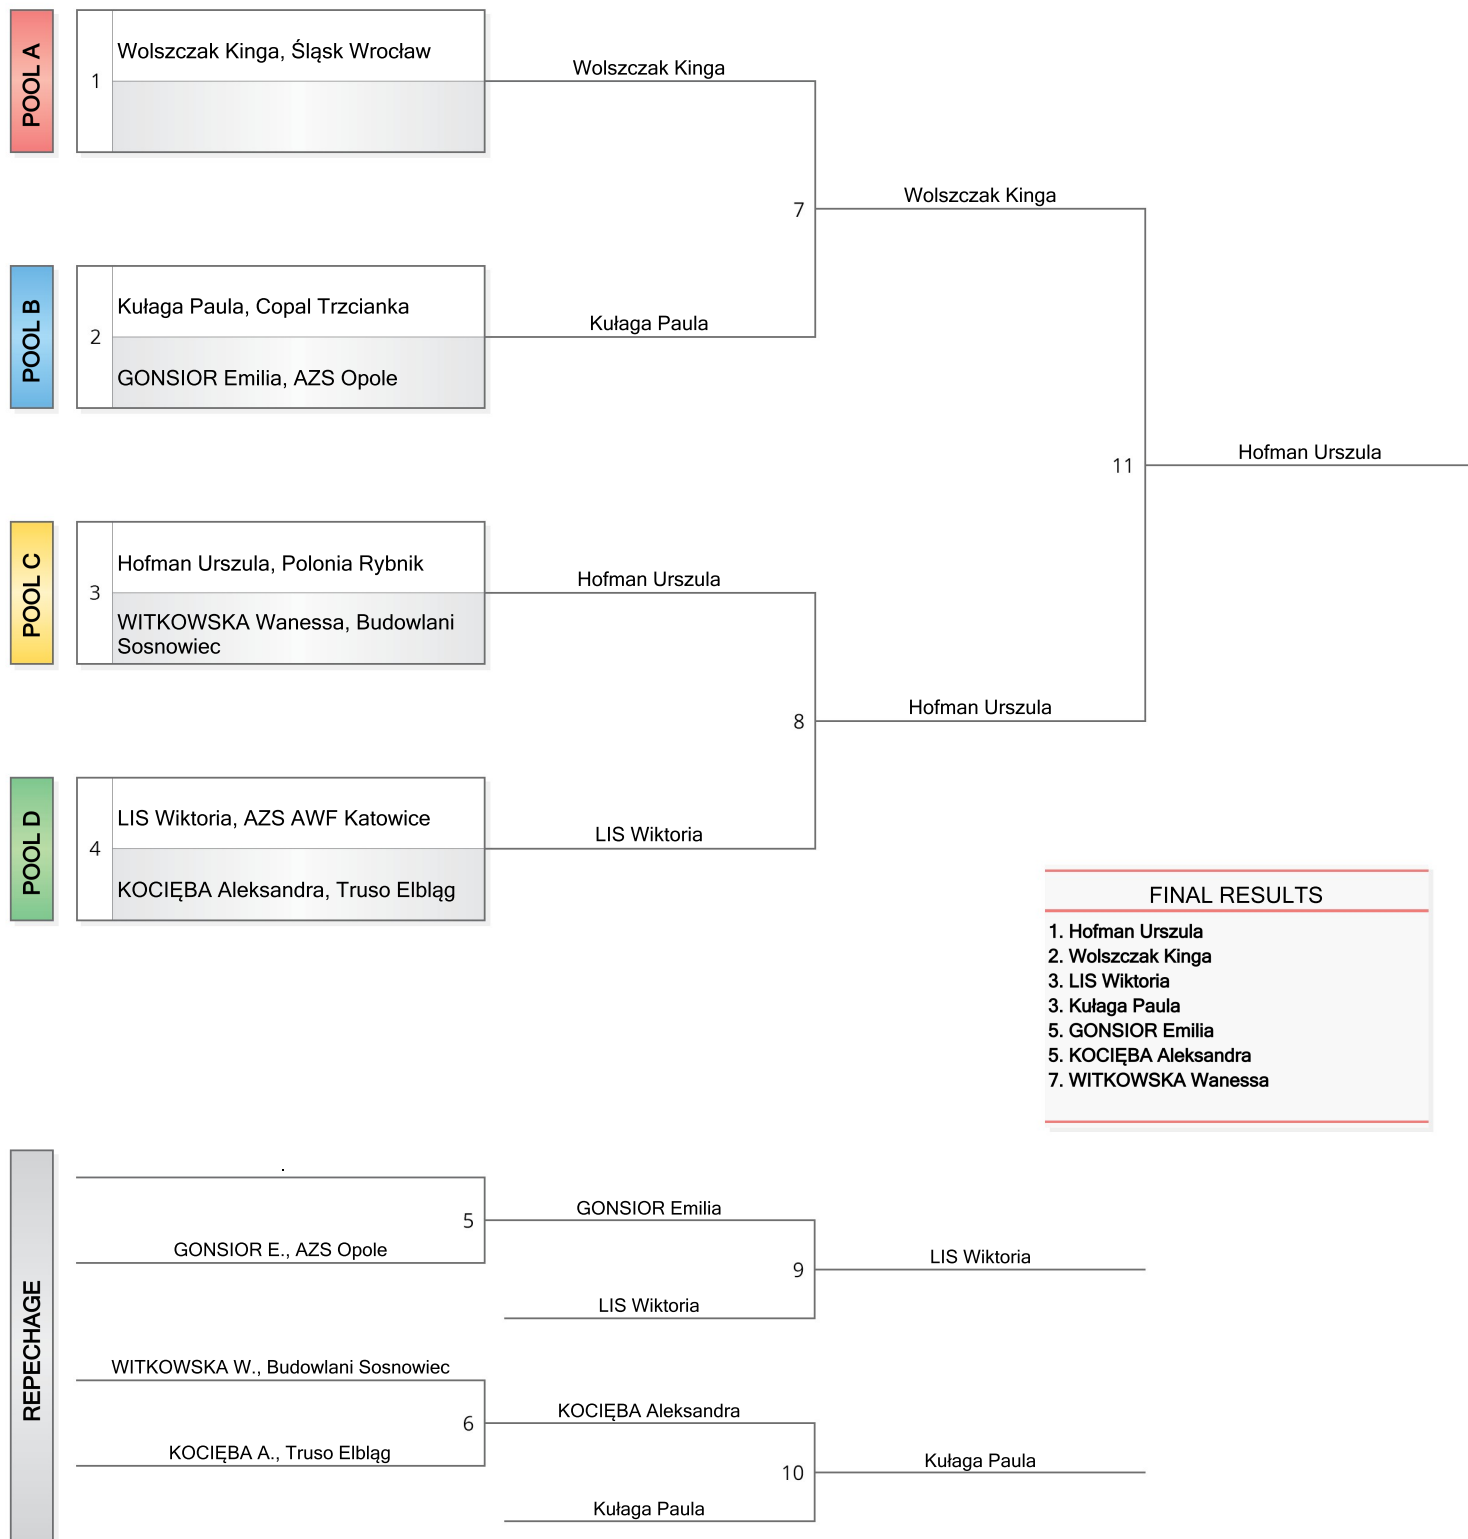 POOL A
1
Wolszczak Kinga, Śląsk Wrocław
Wolszczak Kinga
7
Wolszczak Kinga
POOL B
2
Kułaga Paula, Copal Trzcianka
GONSIOR Emilia, AZS Opole
Kułaga Paula
11
Hofman Urszula
POOL C
3
Hofman Urszula, Polonia Rybnik
WITKOWSKA Wanessa, Budowlani
Sosnowiec
Hofman Urszula
8
Hofman Urszula
POOL D
4
LIS Wiktoria, AZS AWF Katowice
KOCIĘBA Aleksandra, Truso Elbląg
LIS Wiktoria
FINAL RESULTS
1. Hofman Urszula
2. Wolszczak Kinga
3. LIS Wiktoria
3. Kułaga Paula
5. GONSIOR Emilia
5. KOCIĘBA Aleksandra
7. WITKOWSKA Wanessa
REPECHAGE
.
5
GONSIOR E., AZS Opole
GONSIOR Emilia
9
LIS Wiktoria
LIS Wiktoria
WITKOWSKA W., Budowlani Sosnowiec
6
KOCIĘBA A., Truso Elbląg
KOCIĘBA Aleksandra
10
Kułaga Paula
Kułaga Paula